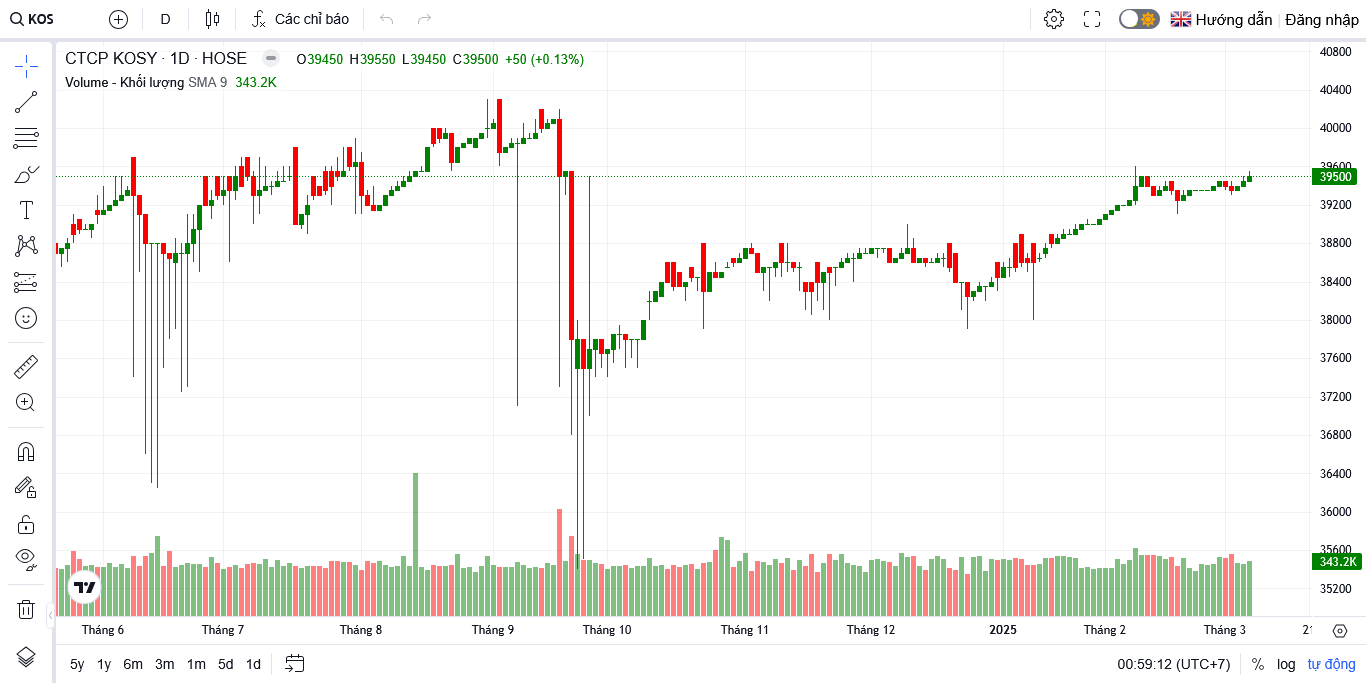 KOS D Các chỉ báo Hướng dẫn Đăng nhập
CTCP KOSY · 1D · HOSE O39450 H39550 L39450 C39500 +50 (+0.13%)
Volume - Khối lượng SMA 9 343.2K
40800
40400
40000
39600
39500
39200
38800
38400
38000
37600
37200
36800
36400
36000
35600
343.2K
35200
Tháng 6 Tháng 7 Tháng 8 Tháng 9 Tháng 10 Tháng 11 Tháng 12 2025 Tháng 2 Tháng 3
5y 1y 6m 3m 1m 5d 1d 00:59:12 (UTC+7) % log tự động